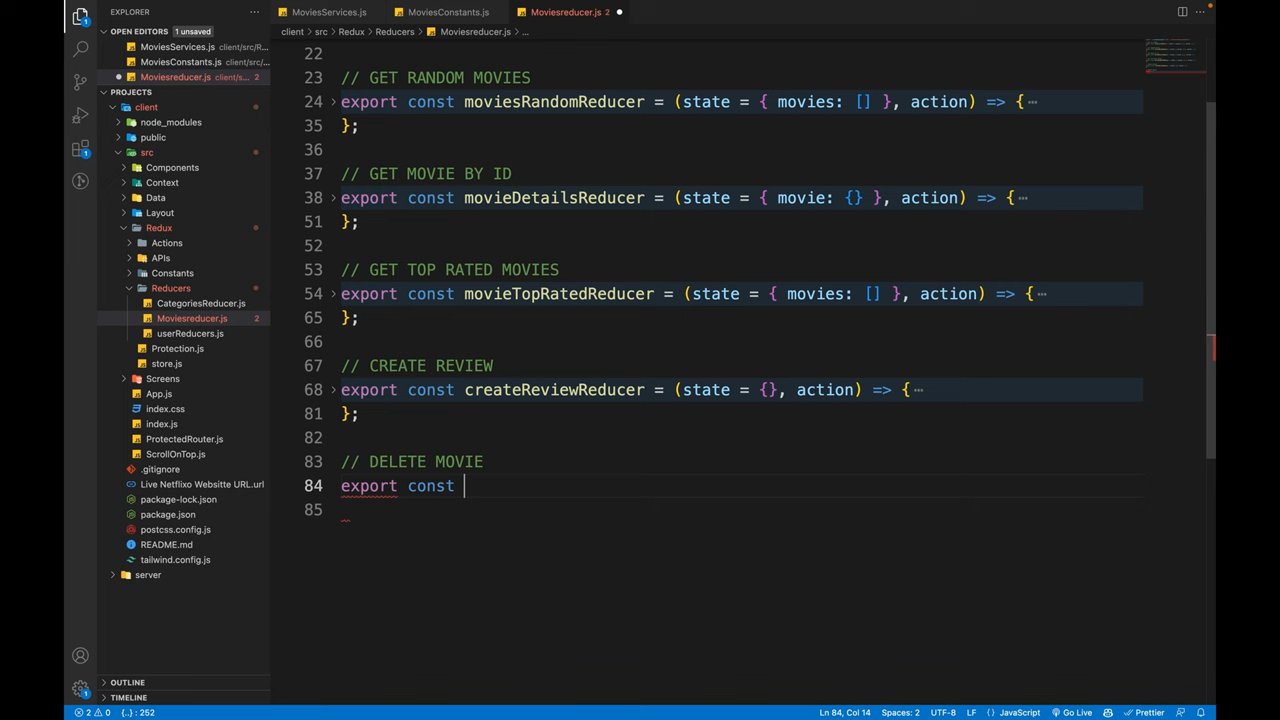 EXPLORER
MoviesServices.js
MoviesConstants.js
Moviesreducer.js 2
OPEN EDITORS 1 unsaved
client > src > Redux > Reducers > Moviesreducer.js > ...
MoviesServices.js client/src/R...
MoviesConstants.js client/src/...
Moviesreducer.js client/s... 2
PROJECTS
client
node_modules
public
src
Components
Context
Data
Layout
Redux
Actions
APIs
Constants
Reducers
CategoriesReducer.js
Moviesreducer.js 2
userReducers.js
Protection.js
store.js
Screens
App.js
index.css
index.js
ProtectedRouter.js
ScrollOnTop.js
.gitignore
Live Netflixo Websitte URL.url
package-lock.json
package.json
postcss.config.js
README.md
tailwind.config.js
server
OUTLINE
TIMELINE
22
23 // GET RANDOM MOVIES
24 export const moviesRandomReducer = (state = { movies: [] }, action) => {⋯
35 };
36
37 // GET MOVIE BY ID
38 export const movieDetailsReducer = (state = { movie: {} }, action) => {⋯
51 };
52
53 // GET TOP RATED MOVIES
54 export const movieTopRatedReducer = (state = { movies: [] }, action) => {⋯
65 };
66
67 // CREATE REVIEW
68 export const createReviewReducer = (state = {}, action) => {⋯
81 };
82
83 // DELETE MOVIE
84 export const
85
2 0 {..} : 252 Ln 84, Col 14 Spaces: 2 UTF-8 LF {} JavaScript Go Live Prettier